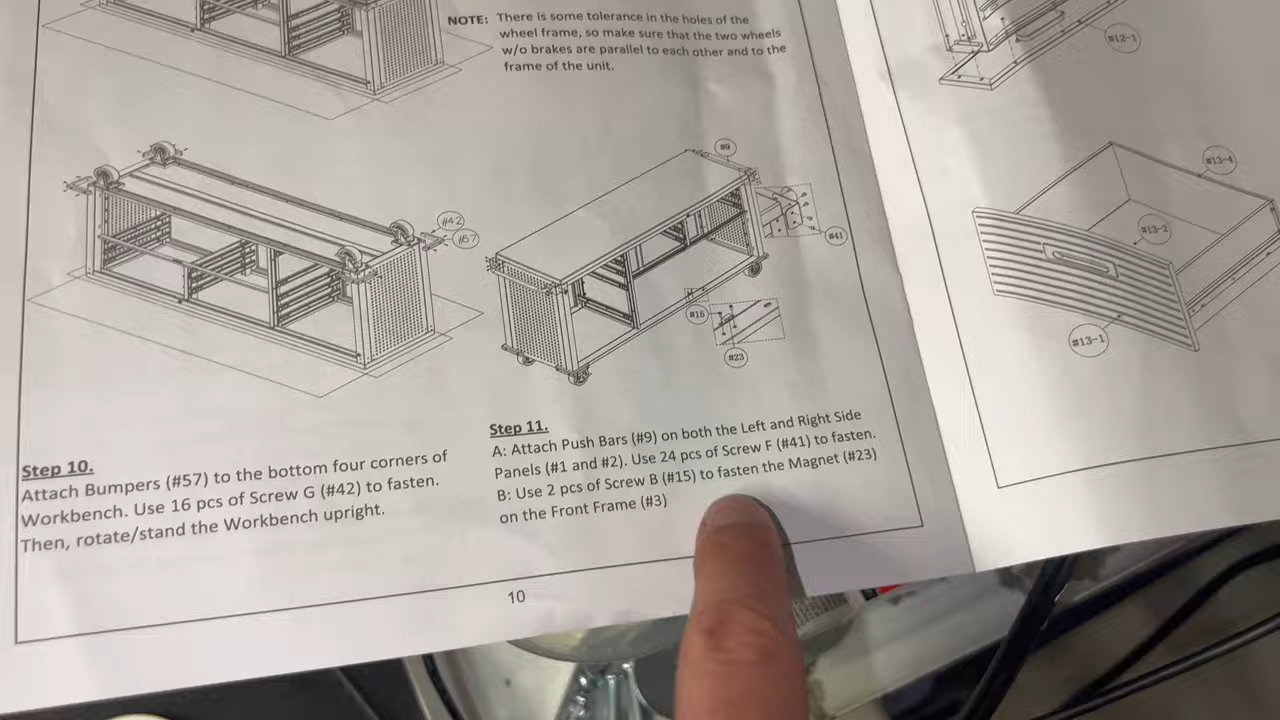 NOTE: There is some tolerance in the holes of the
wheel frame, so make sure that the two wheels
w/o brakes are parallel to each other and to the
frame of the unit.
#42
#57
#9
#41
#15
#23
Step 10.
Attach Bumpers (#57) to the bottom four corners of
Workbench. Use 16 pcs of Screw G (#42) to fasten.
Then, rotate/stand the Workbench upright.
Step 11.
A: Attach Push Bars (#9) on both the Left and Right Side
Panels (#1 and #2). Use 24 pcs of Screw F (#41) to fasten.
B: Use 2 pcs of Screw B (#15) to fasten the Magnet (#23)
on the Front Frame (#3)
10
#12-1
#13-4
#13-2
#13-1